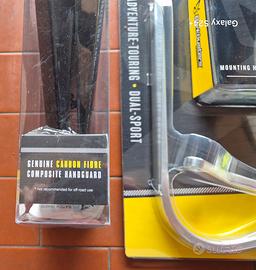 Galaxy S23+
ADVENTURE-TOURING • DUAL-SPORT
MOUNTING H
GENUINE CARBON FIBRE
COMPOSITE HANDGUARD
* not recommended for off-road use